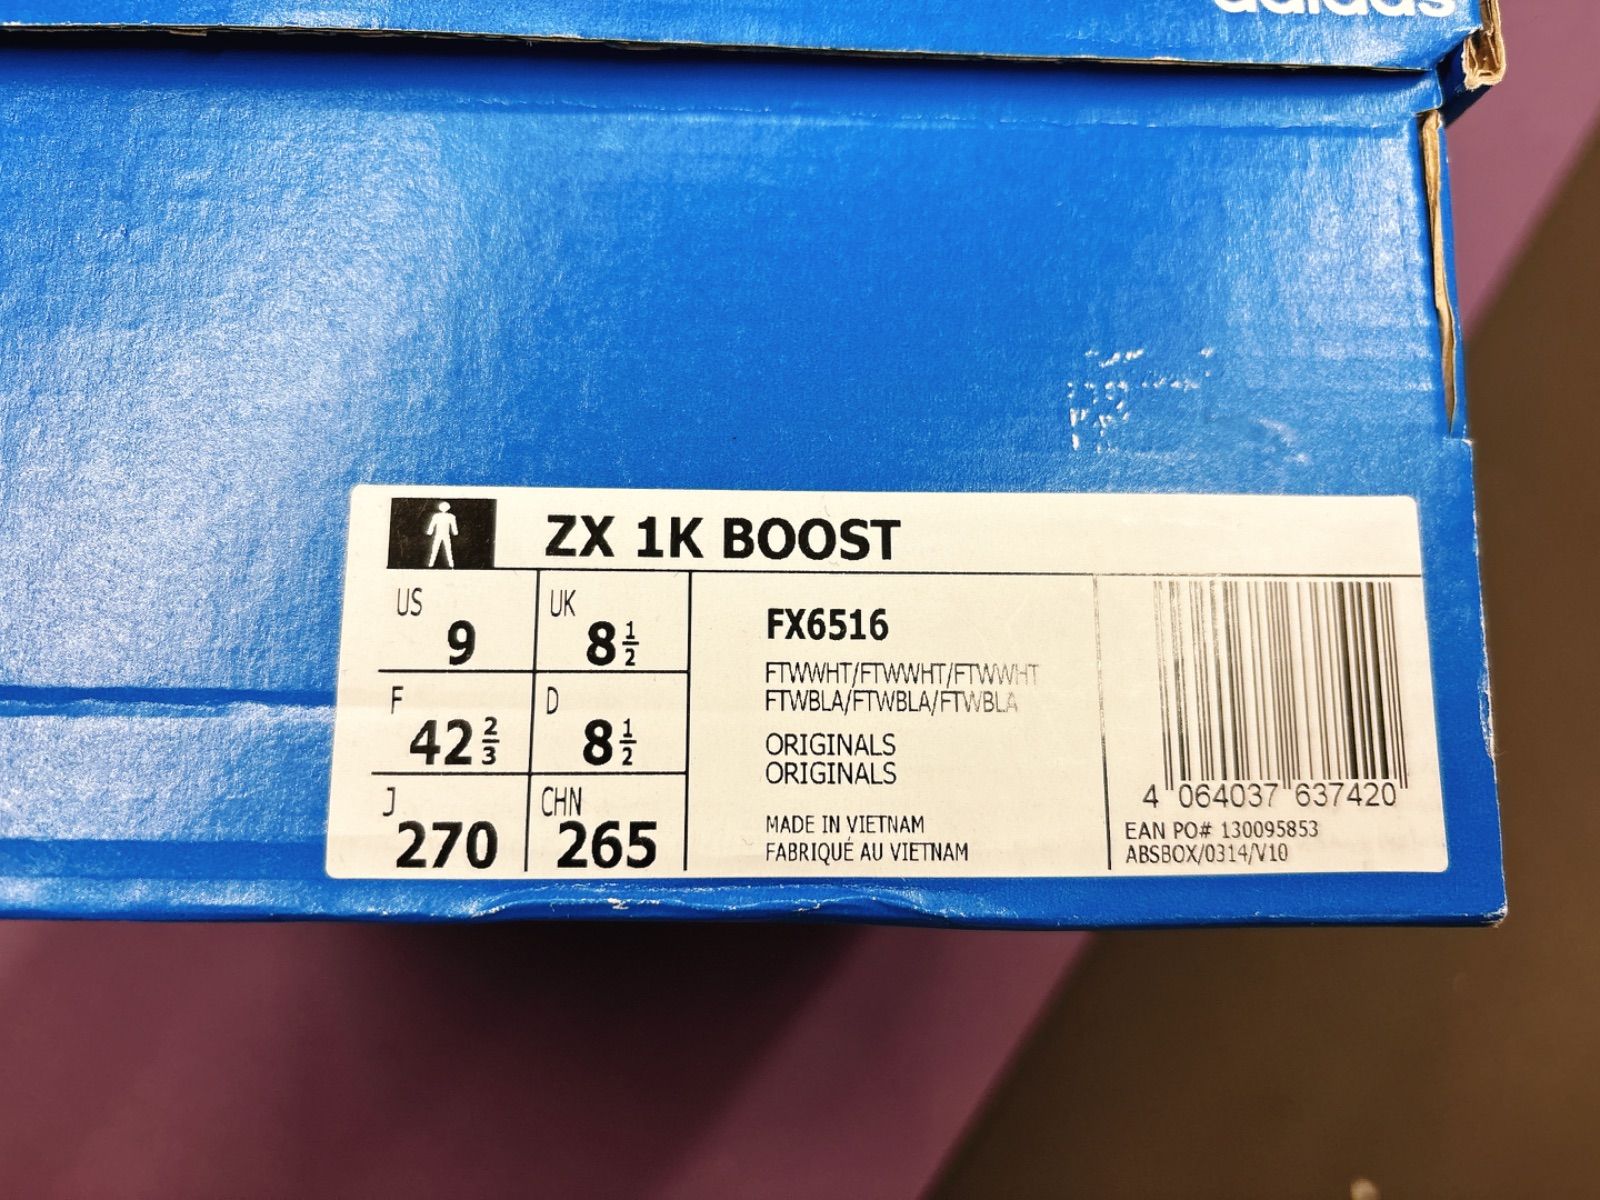 adidas
ZX 1K BOOST
US 9
UK 8 1/2
F 42 2/3
D 8 1/2
J 270
CHN 265
FX6516
FTWWHT/FTWWHT/FTWWHT
FTWBLA/FTWBLA/FTWBLA
ORIGINALS
ORIGINALS
MADE IN VIETNAM
FABRIQUÉ AU VIETNAM
4 064037 637420
EAN PO# 130095853
ABSBOX/0314/V10